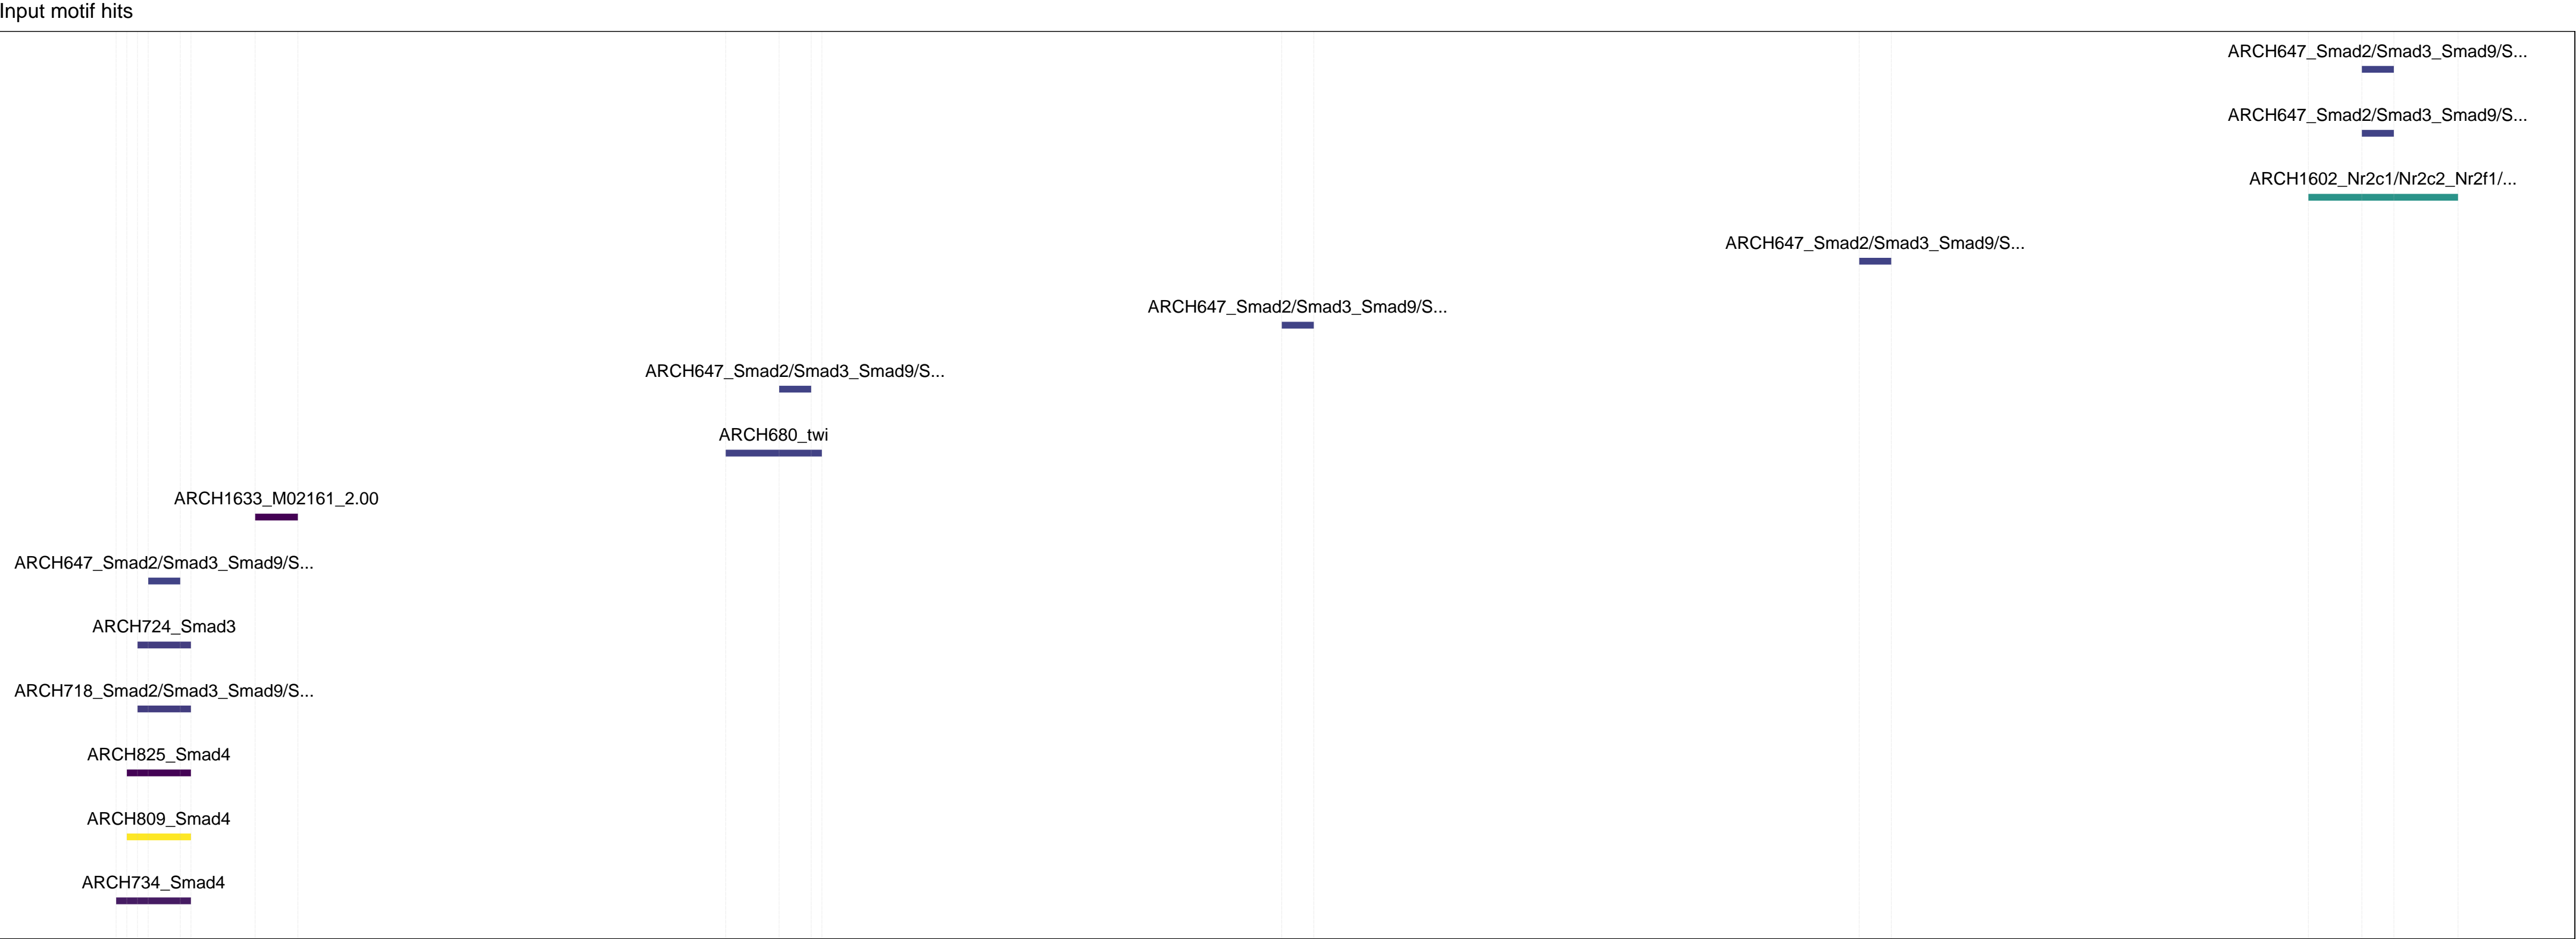 Input motif hits
ARCH647_Smad2/Smad3_Smad9/S...
ARCH647_Smad2/Smad3_Smad9/S...
ARCH1602_Nr2c1/Nr2c2_Nr2f1/...
ARCH647_Smad2/Smad3_Smad9/S...
ARCH647_Smad2/Smad3_Smad9/S...
ARCH647_Smad2/Smad3_Smad9/S...
ARCH680_twi
ARCH1633_M02161_2.00
ARCH647_Smad2/Smad3_Smad9/S...
ARCH724_Smad3
ARCH718_Smad2/Smad3_Smad9/S...
ARCH825_Smad4
ARCH809_Smad4
ARCH734_Smad4